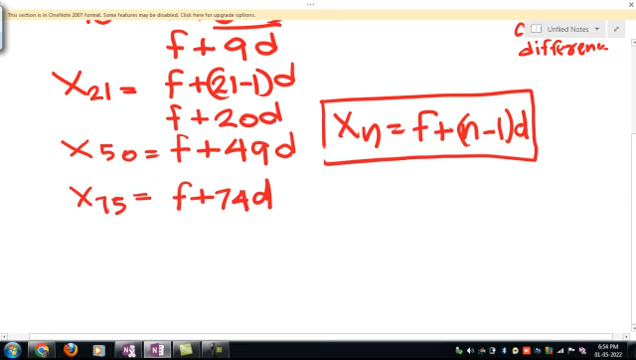 This section is in OneNote 2007 format. Some features may be disabled. Click here for upgrade options.
Unfiled Notes
difference
f + 9d
X21 = f+(21-1)d
f + 20d
X50 = f + 49d
X75 = f + 74d
Xn = f + (n-1)d
6:54 PM
01-05-2022